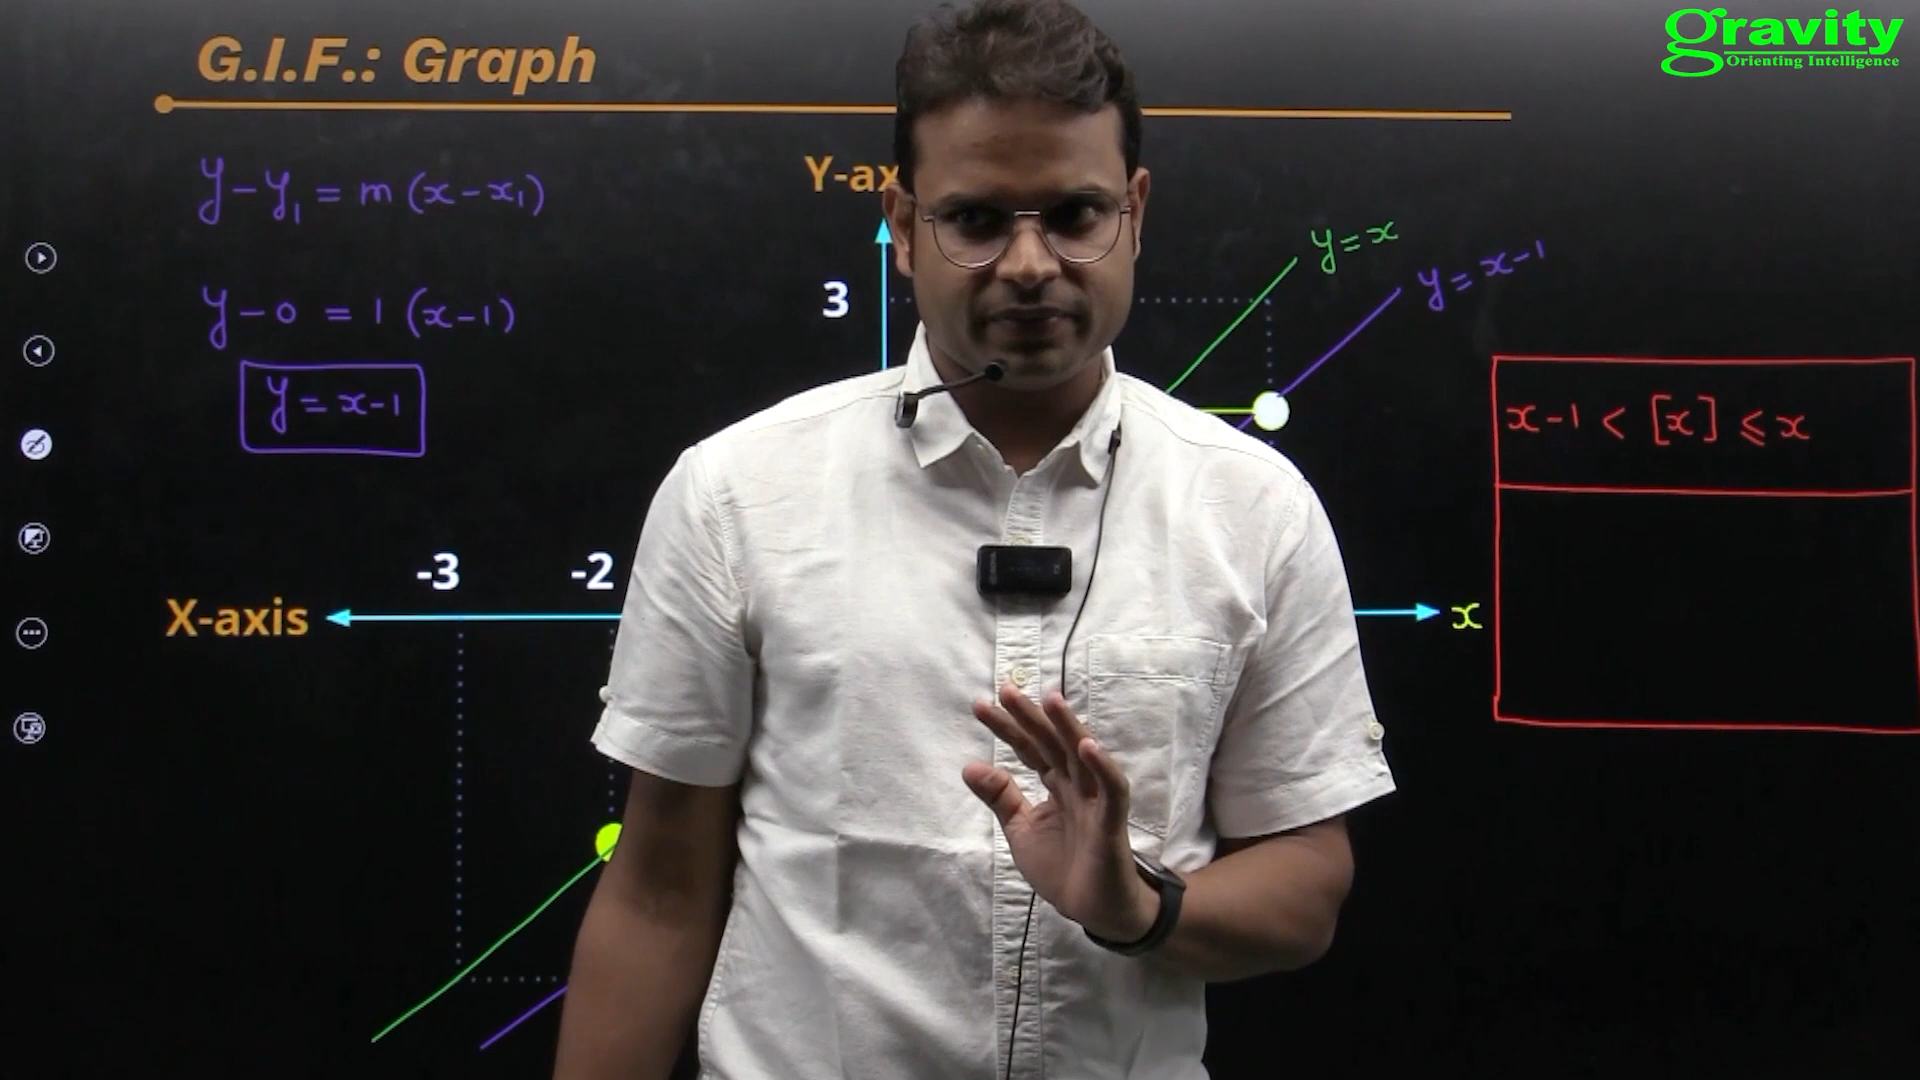 gravity
Orienting Intelligence
G.I.F.: Graph
y-y₁ = m (x-x₁)
Y-ax
y = x
y = x-1
3
y-0 = 1 (x-1)
y = x-1
x-1 < [x] ⩽ x
-3 -2
X-axis
x